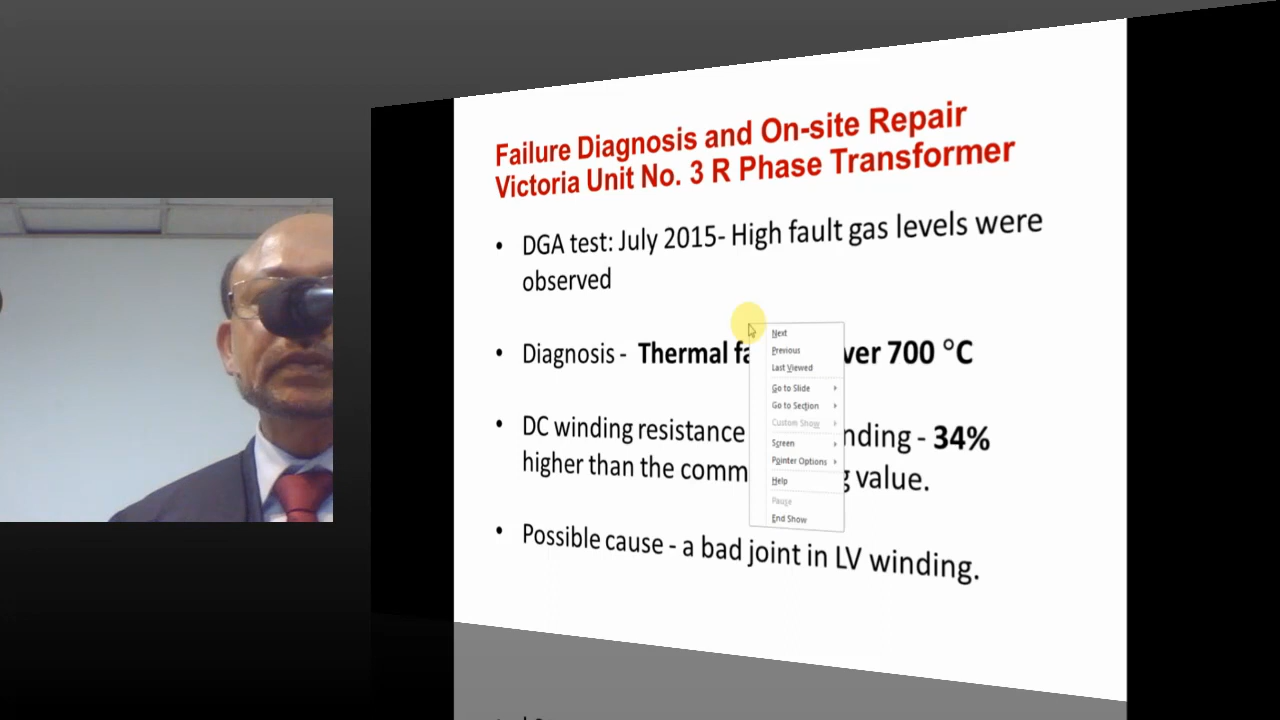 Failure Diagnosis and On-site Repair
Victoria Unit No. 3 R Phase Transformer
• DGA test: July 2015- High fault gas levels were
observed
• Diagnosis - Thermal ver 700 °C
• DC winding resistance nding - 34%
higher than the comm g value.
• Possible cause - a bad joint in LV winding.
Next
Previous
Last Viewed
Go to Slide
Go to Section
Custom Show
Screen
Pointer Options
Help
Pause
End Show